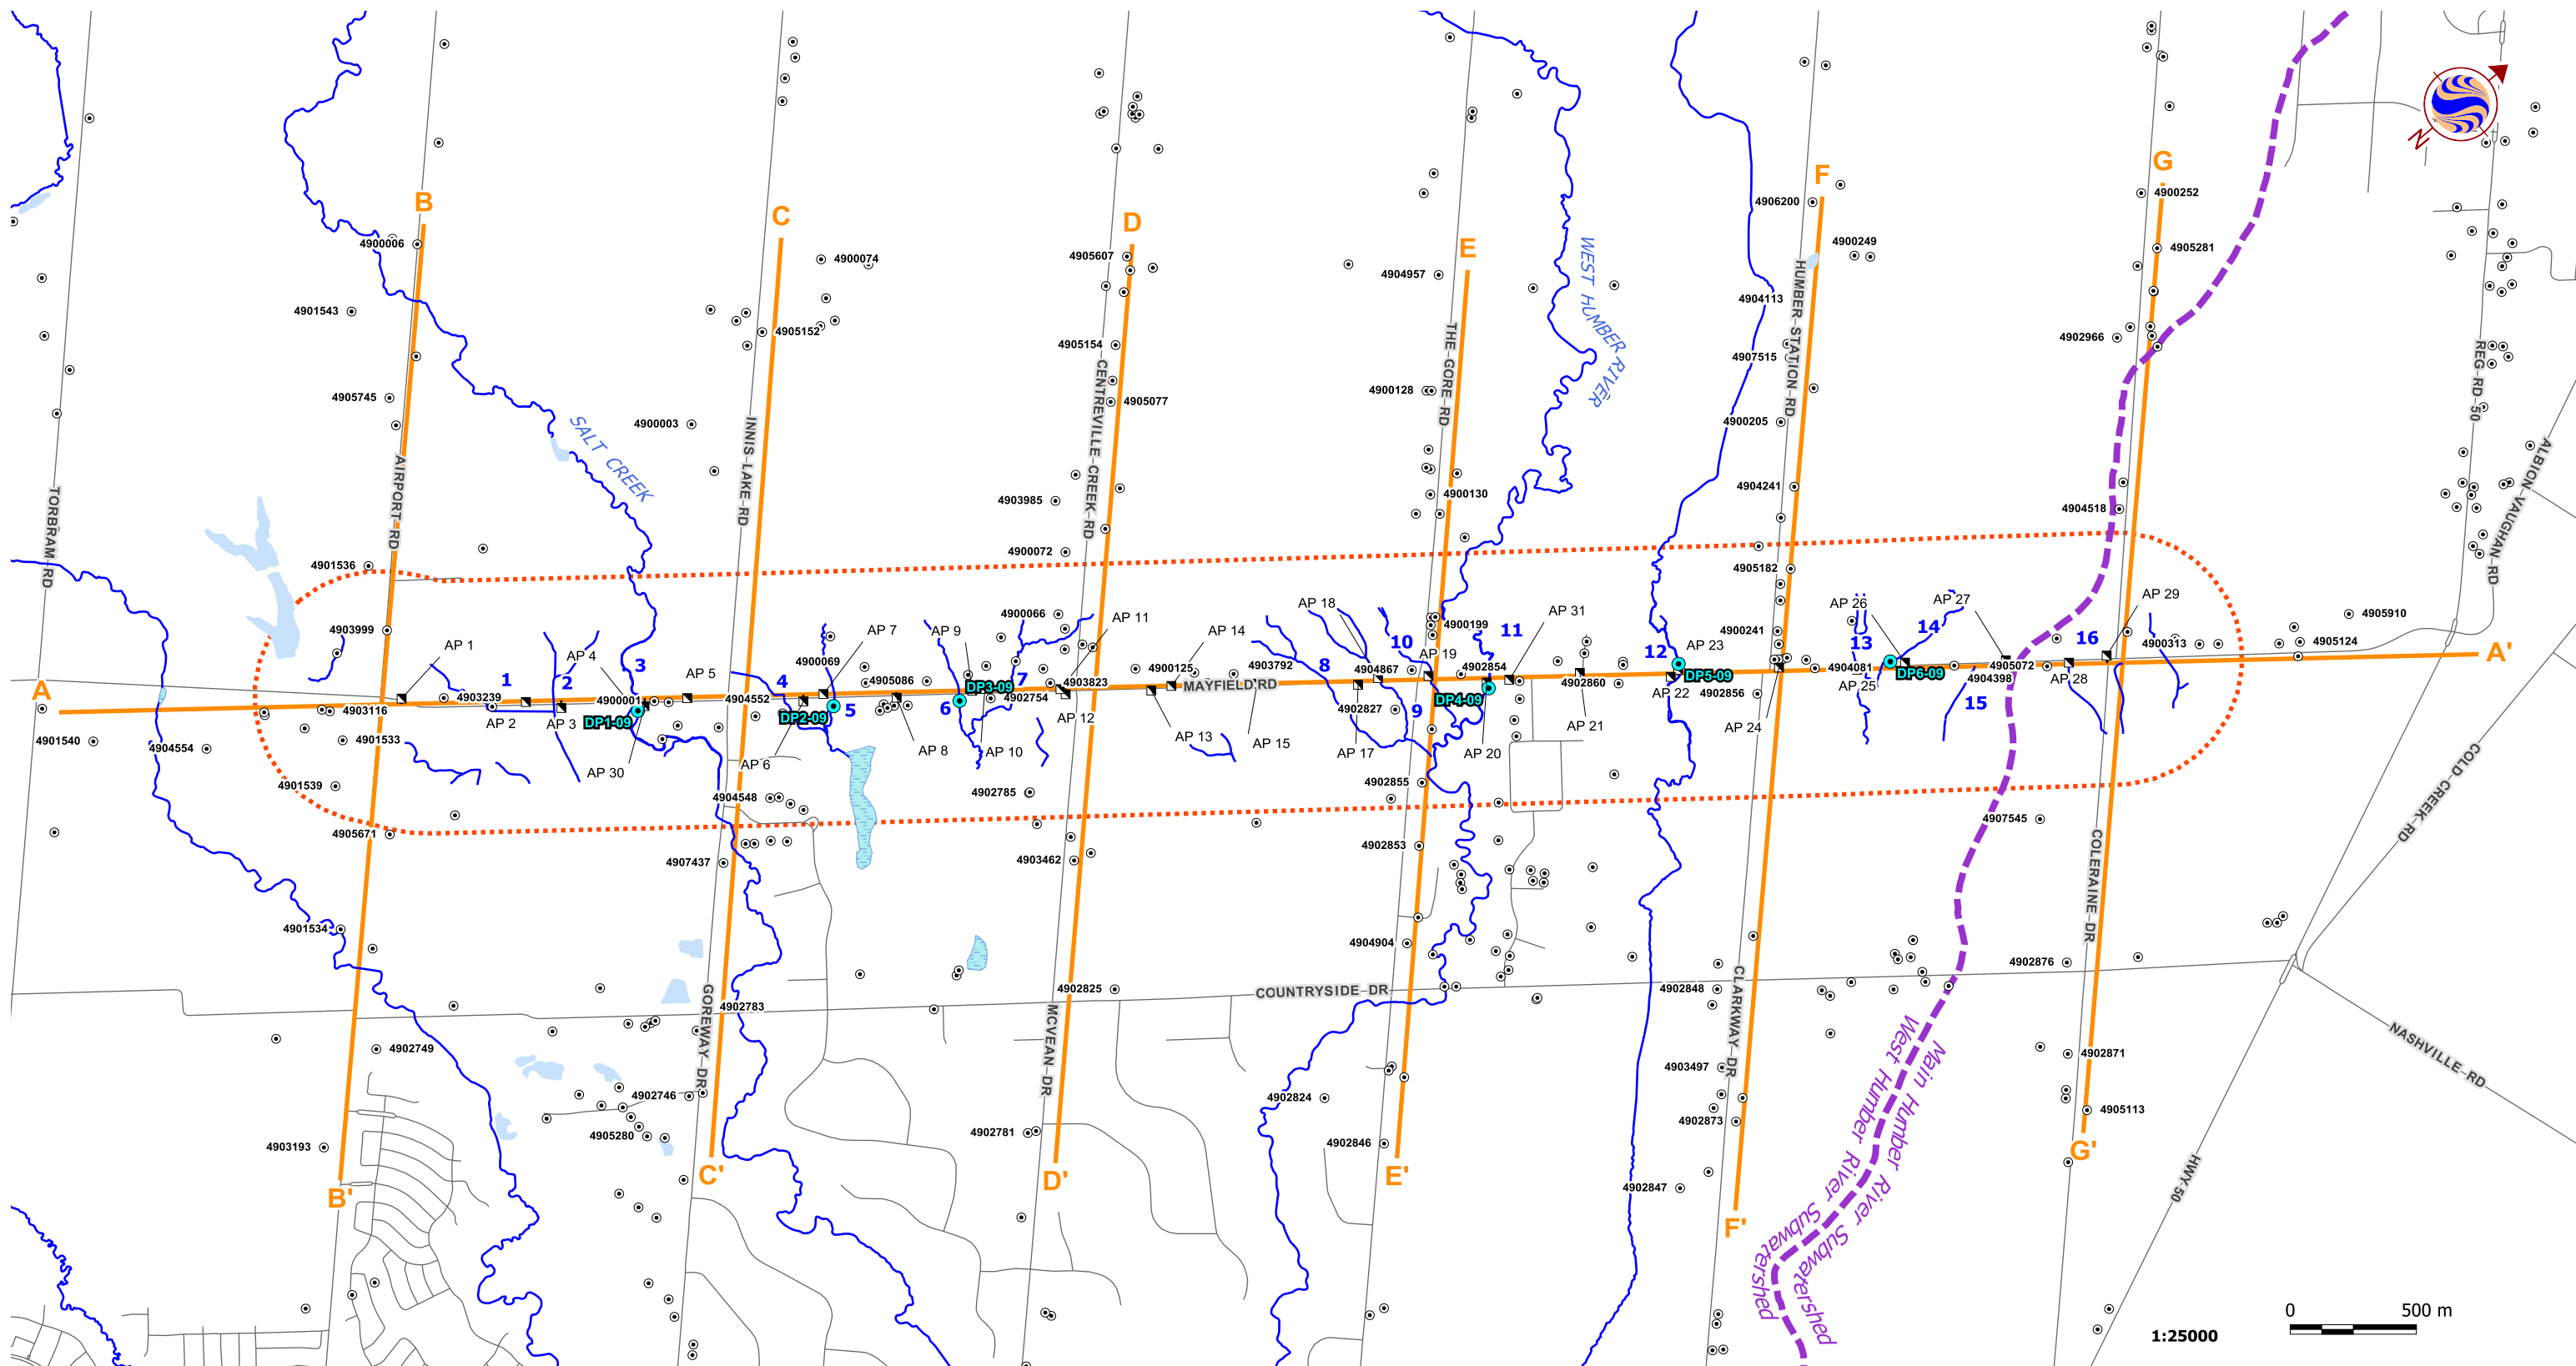 G
B
C
D
F
E
4900252
4906200
4900006
4900074
4905607
4900249
4905281
4904957
4901543
4905152
4904113
4902966
4905154
4907515
4905745
4900128
4905077
4900003
4900205
SALT CREEK
WEST HUMBER RIVER
THE GORE RD
HUMBER STATION RD
REG RD 50
ALBION VAUGHAN RD
TORBRAM RD
AIRPORT RD
INNIS LAKE RD
CENTREVILLE CREEK RD
4904241
4900130
4903985
4904518
4900072
4901536
4905182
4903999
4900066
4900199
4900241
4905910
4905124
4900313
AP 1
AP 4
AP 5
AP 7
AP 9
AP 11
AP 14
AP 18
AP 19
AP 31
AP 23
AP 26
AP 27
AP 29
1
2
3
4
5
6
7
8
9
10
11
12
13
14
15
16
A
A'
4903239
4900001
4900069
4904552
4905086
4902754
4903823
4900125
4903792
4904867
4902854
4902860
4902856
4904081
4904398
4905072
4902827
4903116
MAYFIELD RD
DP1-09
DP2-09
DP3-09
DP4-09
DP5-09
DP6-09
AP 2
AP 3
AP 30
AP 6
AP 8
AP 10
AP 12
AP 13
AP 15
AP 17
AP 20
AP 21
AP 22
AP 24
AP 25
AP 28
4901540
4904554
4901533
4901539
4904548
4902785
4902855
4907545
4905671
4907437
4903462
4902853
COLERAINE DR
COLD CREEK RD
4901534
4904904
4902876
4902825
4902848
COUNTRYSIDE DR
4902783
GOREWAY DR
MCVEAN DR
CLARKWAY DR
NASHVILLE RD
HWY 50
4902749
4902871
4903497
4902746
4902824
4905113
4905280
4902781
4902873
4903193
4902846
4902847
B'
C'
D'
E'
F'
G'
West Humber River Subwatershed
Main Humber River Subwatershed
N
0 500 m
1:25000